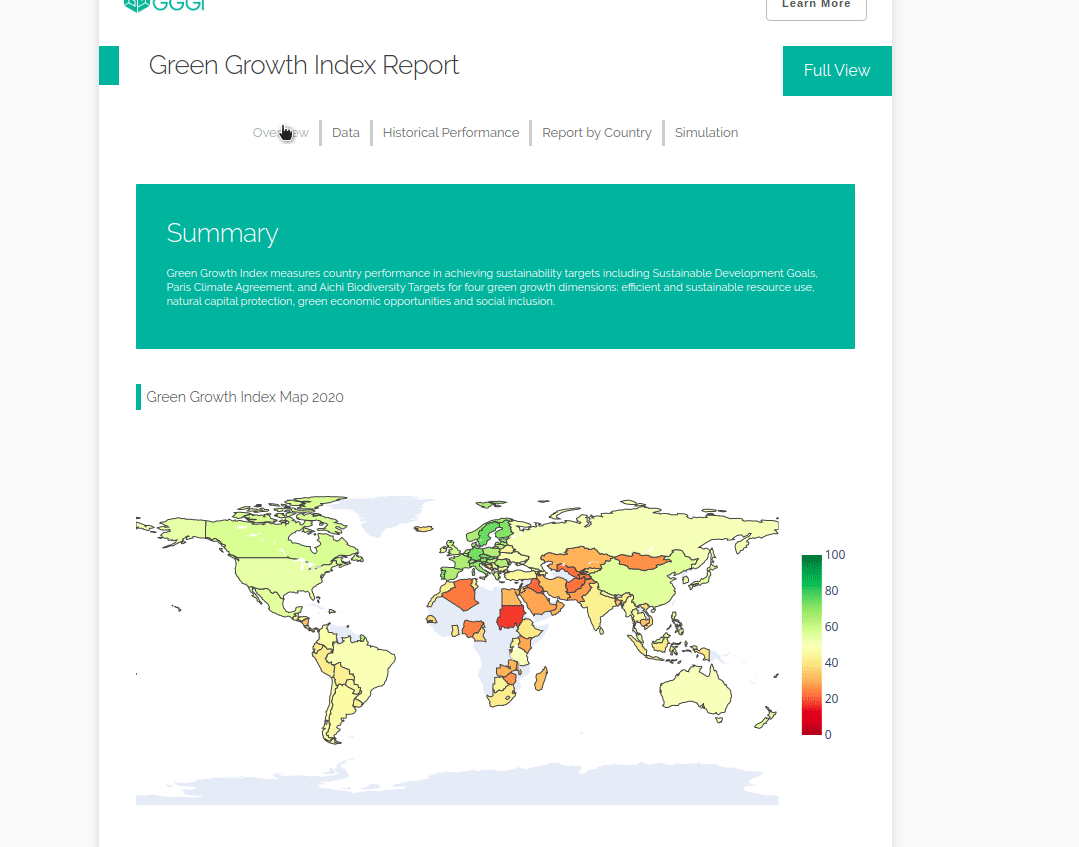 GGGI
Learn More
Green Growth Index Report
Full View
Overview
Data
Historical Performance
Report by Country
Simulation
Summary
Green Growth Index measures country performance in achieving sustainability targets including Sustainable Development Goals,
Paris Climate Agreement, and Aichi Biodiversity Targets for four green growth dimensions: efficient and sustainable resource use,
natural capital protection, green economic opportunities and social inclusion.
Green Growth Index Map 2020
100
80
60
40
20
0